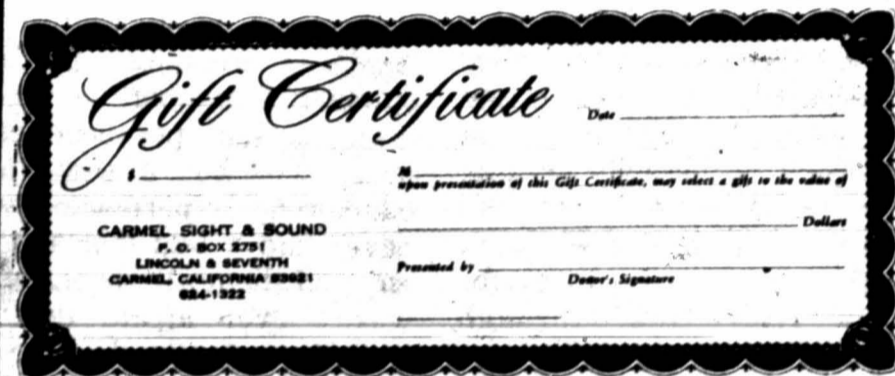 Gift Certificate
Date
$
M
upon presentation of this Gift Certificate, may select a gift to the value of
Dollars
CARMEL SIGHT & SOUND
P. O. BOX 2751
LINCOLN & SEVENTH
CARMEL, CALIFORNIA 93921
624-1322
Presented by
Donor's Signature